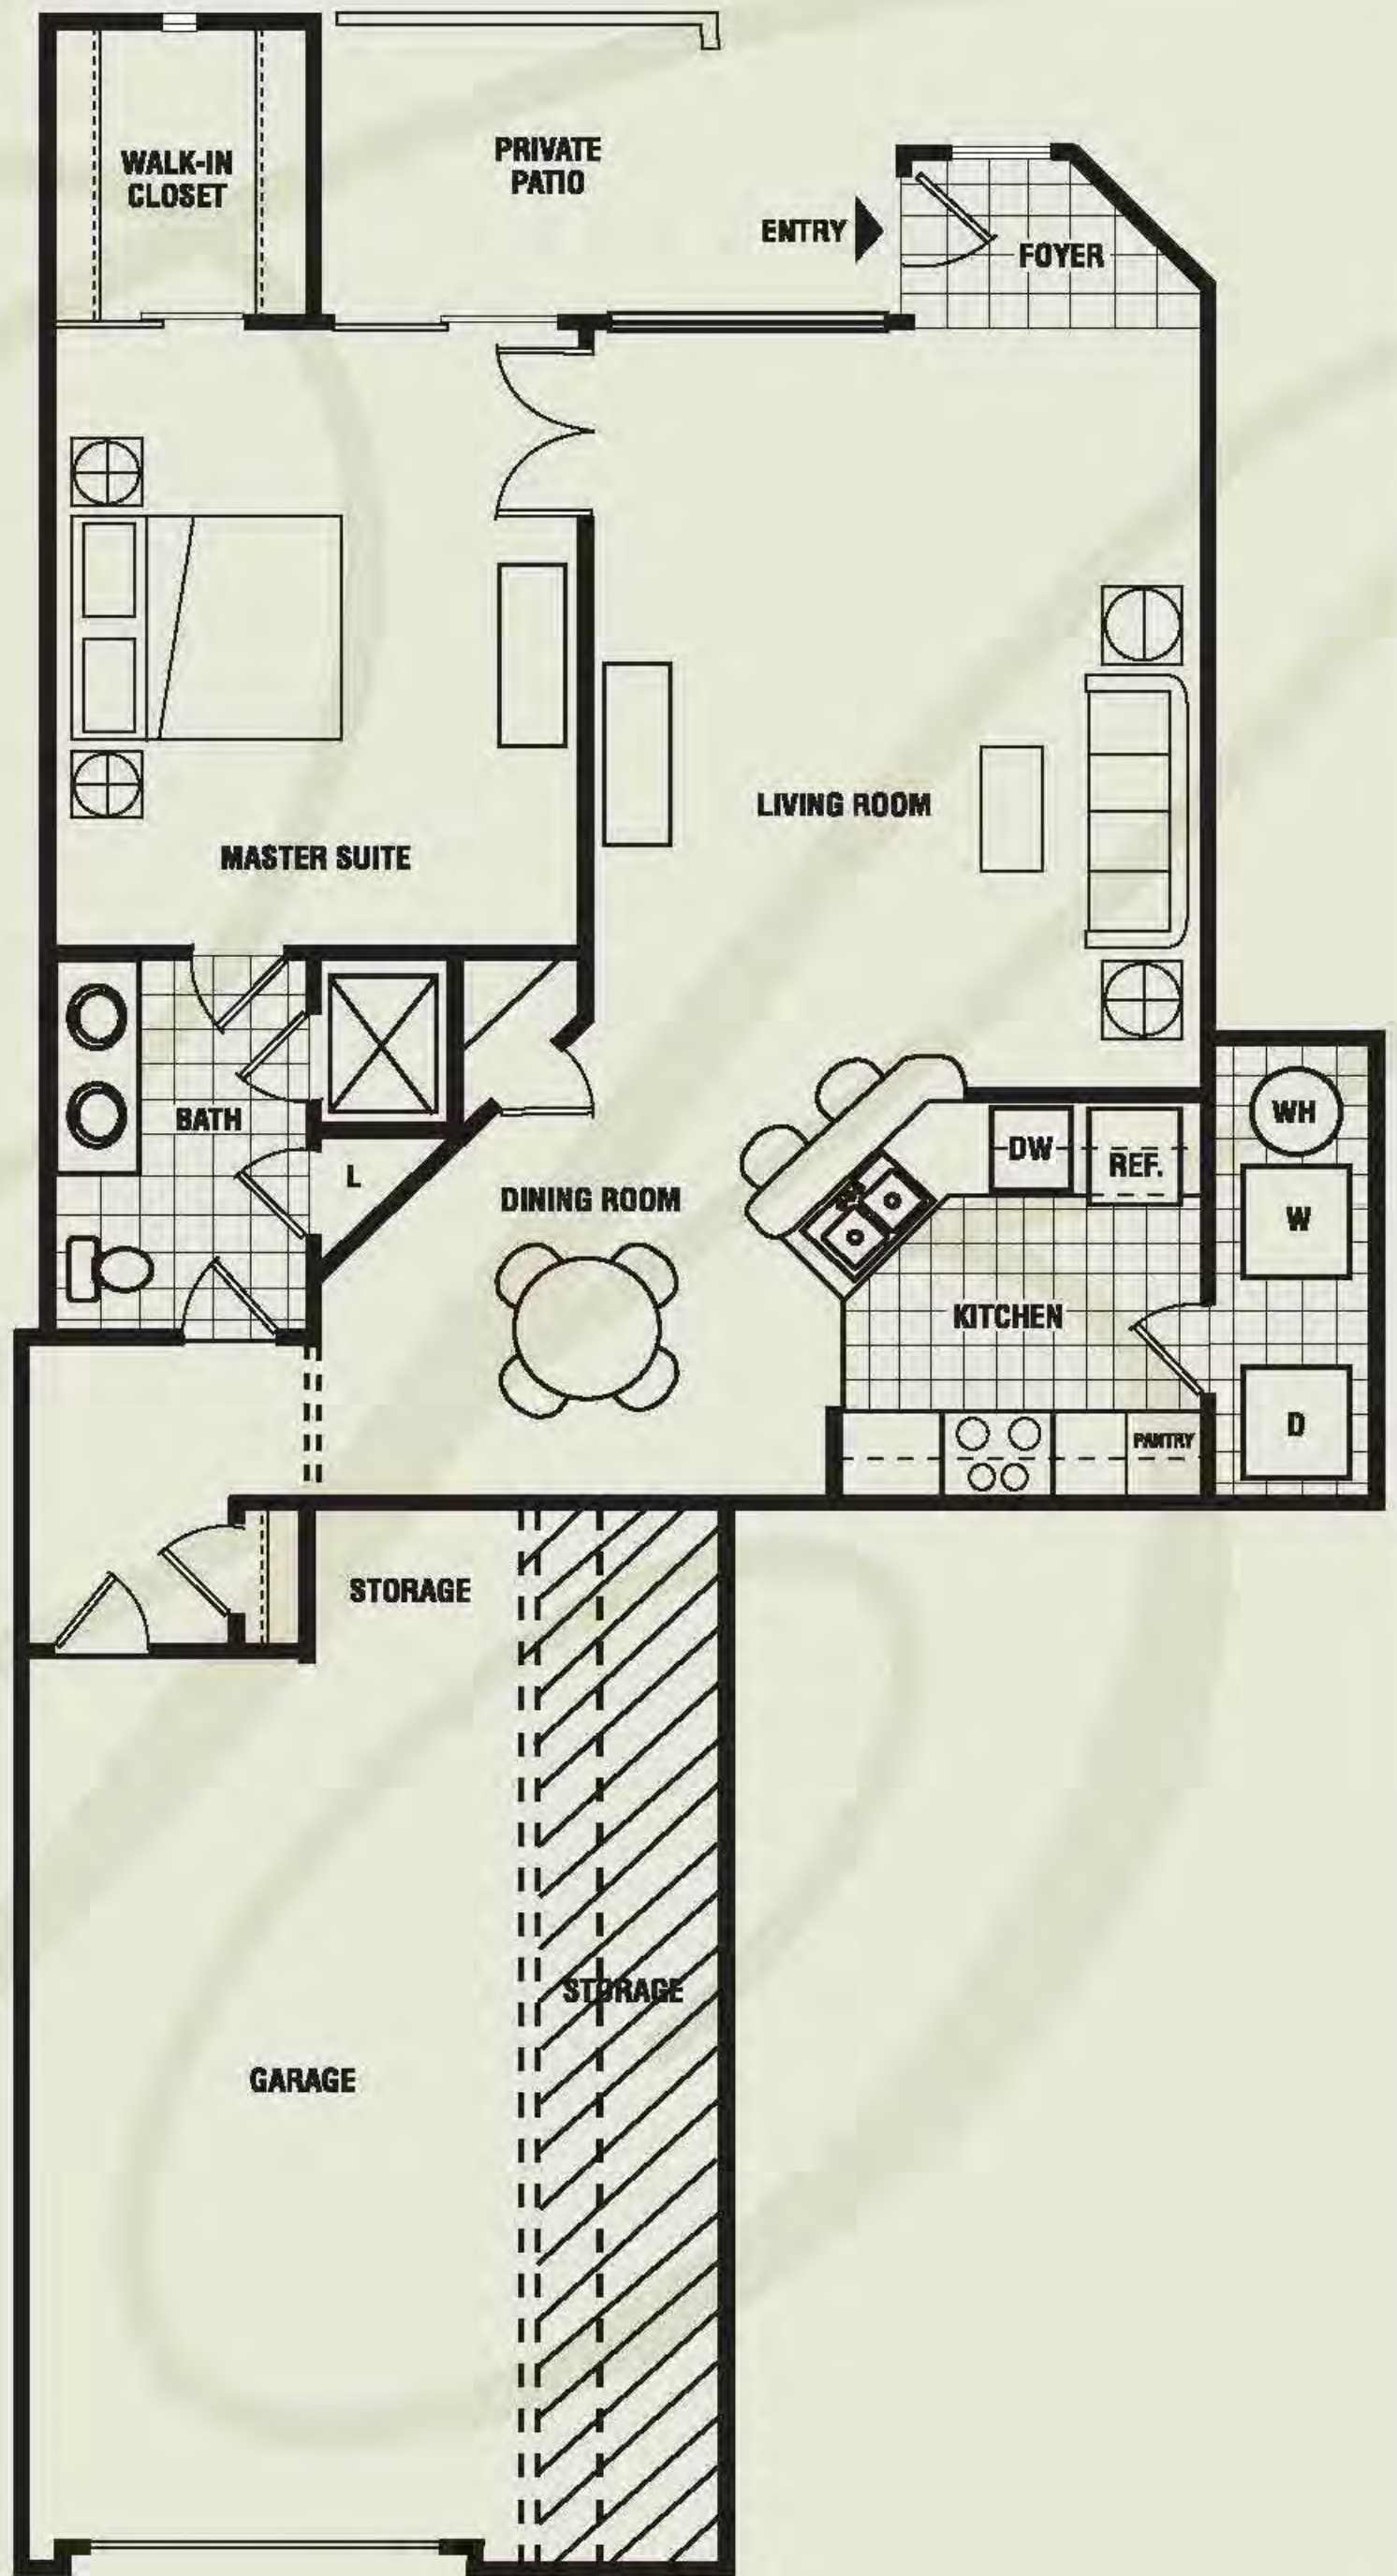 WALK-IN
CLOSET
PRIVATE
PATIO
ENTRY
FOYER
MASTER SUITE
LIVING ROOM
BATH
L
DINING ROOM
DW
REF.
WH
W
KITCHEN
D
PANTRY
STORAGE
STORAGE
GARAGE